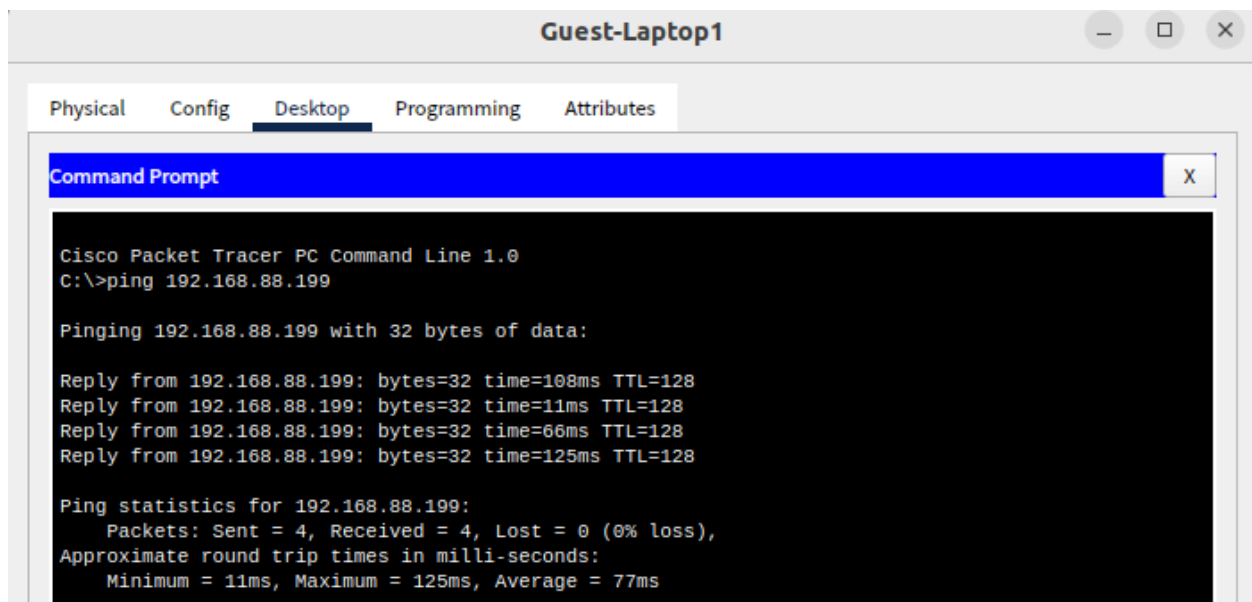 Guest-Laptop1
Physical Config Desktop Programming Attributes
Command Prompt X
Cisco Packet Tracer PC Command Line 1.0
C:\>ping 192.168.88.199
Pinging 192.168.88.199 with 32 bytes of data:
Reply from 192.168.88.199: bytes=32 time=108ms TTL=128
Reply from 192.168.88.199: bytes=32 time=11ms TTL=128
Reply from 192.168.88.199: bytes=32 time=66ms TTL=128
Reply from 192.168.88.199: bytes=32 time=125ms TTL=128
Ping statistics for 192.168.88.199:
Packets: Sent = 4, Received = 4, Lost = 0 (0% loss),
Approximate round trip times in milli-seconds:
Minimum = 11ms, Maximum = 125ms, Average = 77ms